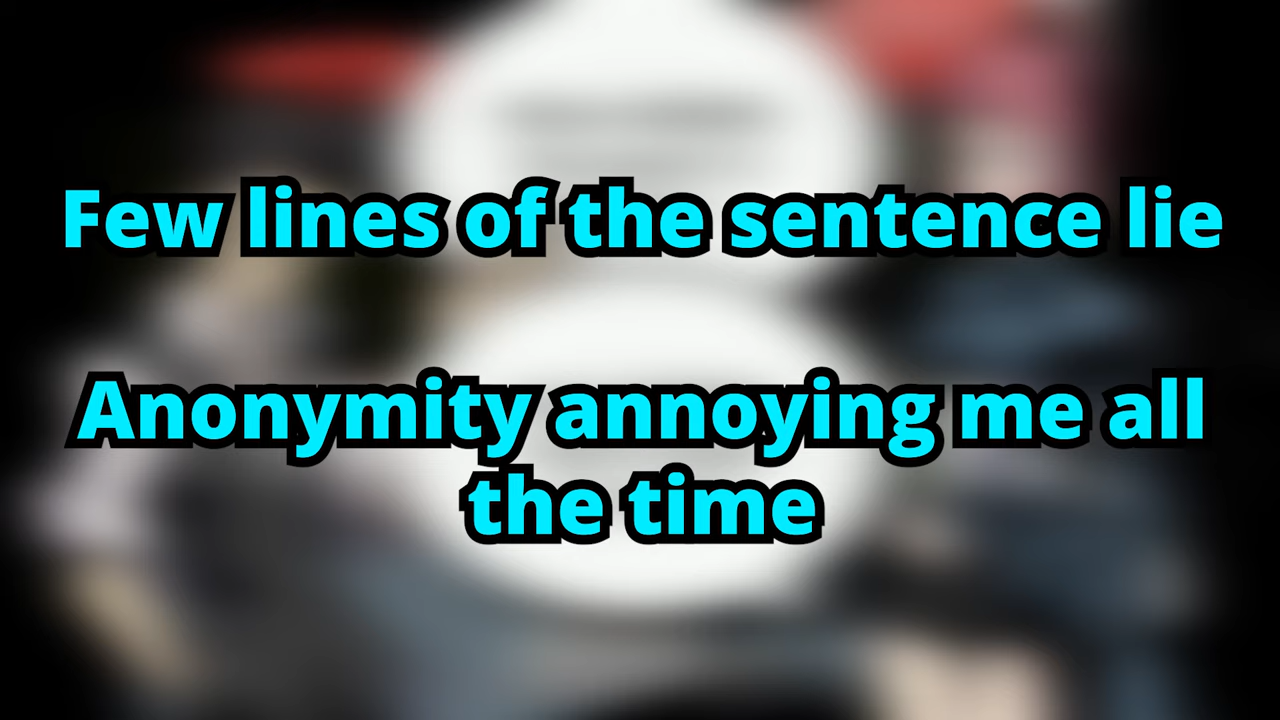 Few lines of the sentence lie
Anonymity annoying me all
the time